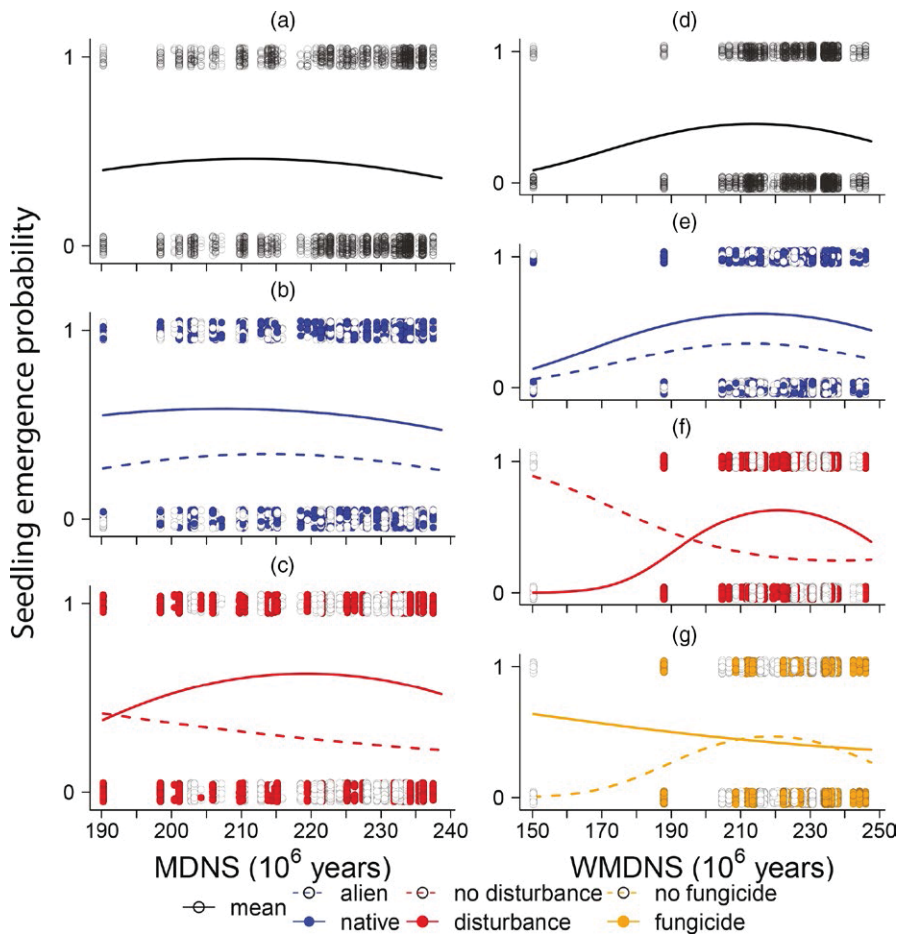 Seedling emergence probability
(a)
1
0
(b)
1
0
(c)
1
0
190 200 210 220 230 240
MDNS (10⁶ years)
(d)
1
0
(e)
1
0
(f)
1
0
(g)
1
0
150 170 190 210 230 250
WMDNS (10⁶ years)
mean
alien
native
no disturbance
disturbance
no fungicide
fungicide